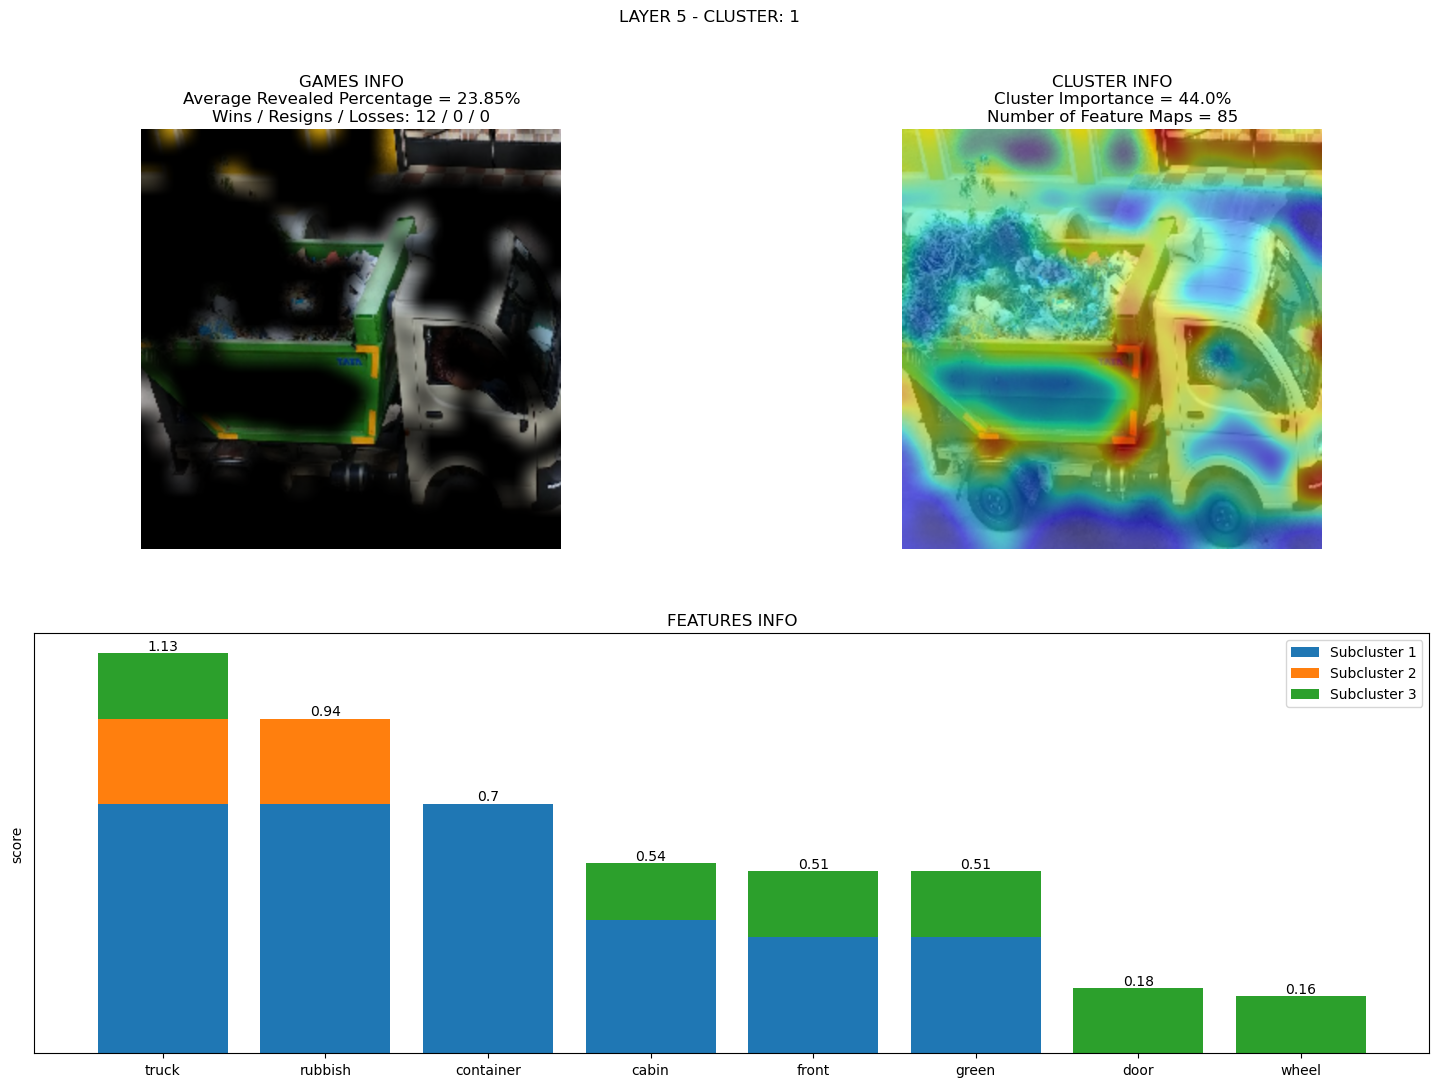 LAYER 5 - CLUSTER: 1
GAMES INFO
Average Revealed Percentage = 23.85%
Wins / Resigns / Losses: 12 / 0 / 0
CLUSTER INFO
Cluster Importance = 44.0%
Number of Feature Maps = 85
FEATURES INFO
Subcluster 1
Subcluster 2
Subcluster 3
1.13
0.94
0.7
0.54
0.51
0.51
0.18
0.16
score
truck
rubbish
container
cabin
front
green
door
wheel